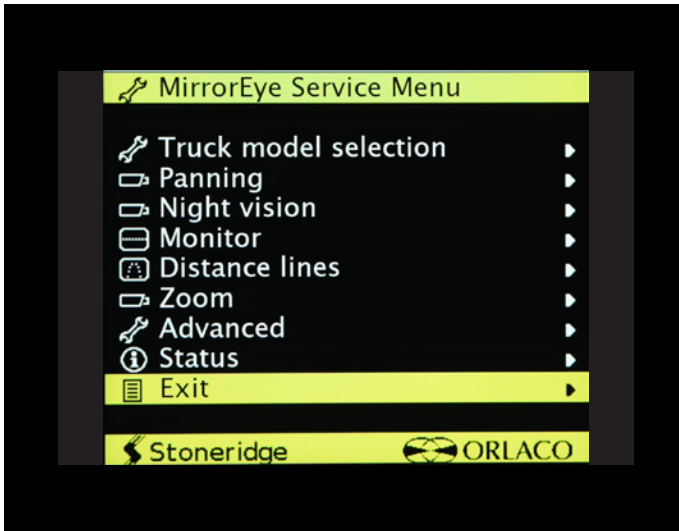 MirrorEye Service Menu
Truck model selection
Panning
Night vision
Monitor
Distance lines
Zoom
Advanced
Status
Exit
Stoneridge ORLACO